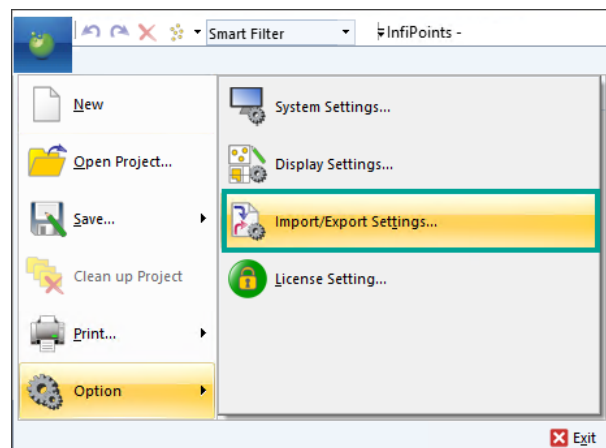 Smart Filter
InfiPoints -
New
Open Project...
Save...
Clean up Project
Print...
Option
System Settings...
Display Settings...
Import/Export Settings...
License Setting...
Exit